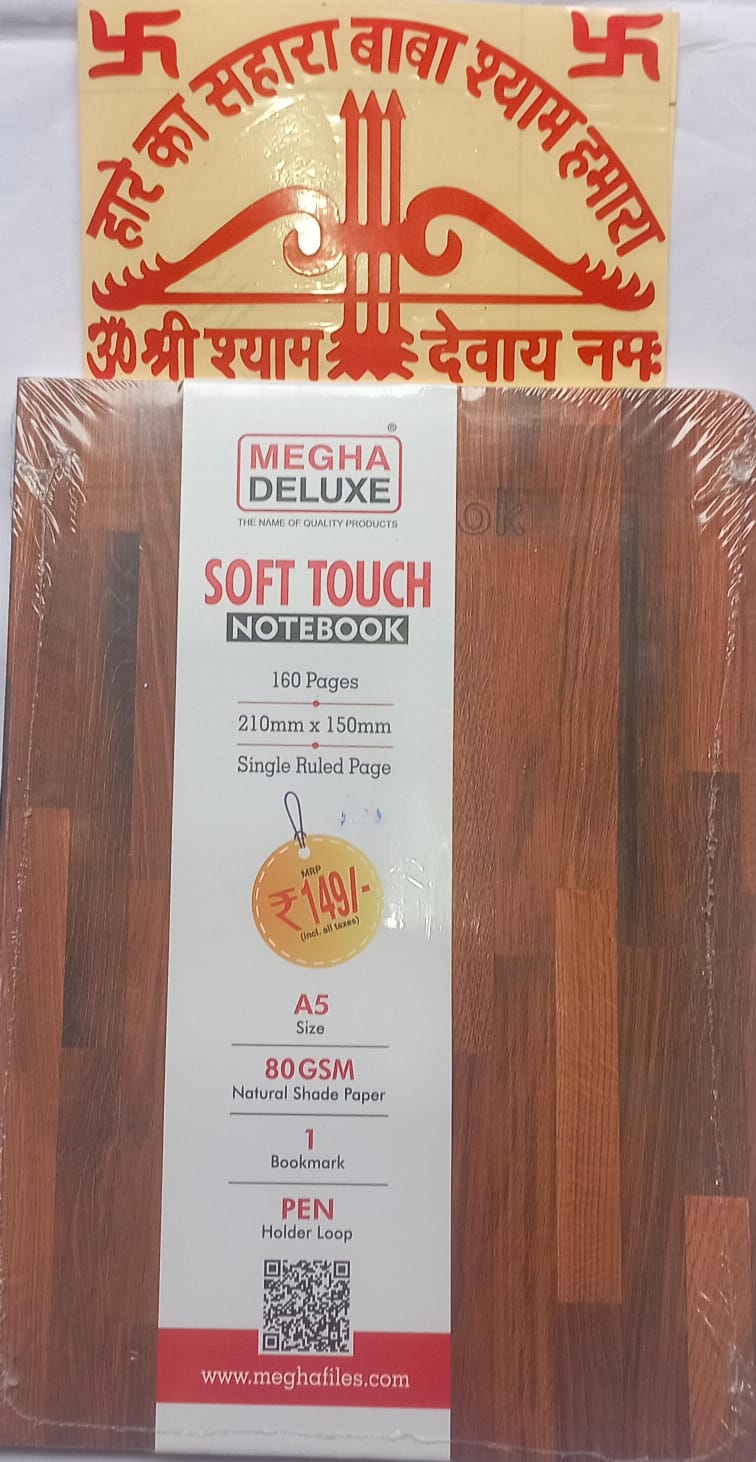 हारे का सहारा बाबा श्याम हमारा
ॐ श्री श्याम देवाय नमः
®
MEGHA
DELUXE
THE NAME OF QUALITY PRODUCTS
ok
SOFT TOUCH
NOTEBOOK
160 Pages
210mm x 150mm
Single Ruled Page
MRP
₹149/-
(incl. all taxes)
A5
Size
80GSM
Natural Shade Paper
1
Bookmark
PEN
Holder Loop
www.meghafiles.com